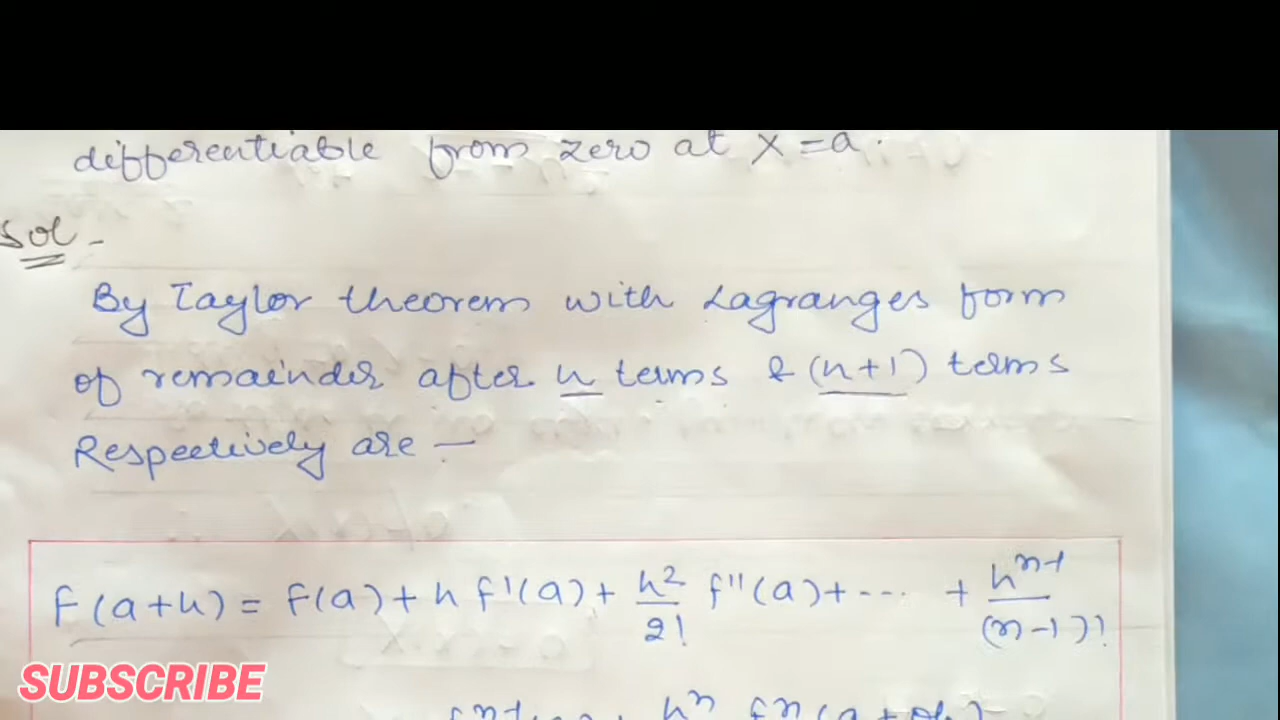 differentiable from zero at x = a.
Sol -
By Taylor theorem with Lagranges form
of remainder after n terms & (n+1) terms
Respectively are —
F(a+h) = f(a) + h f'(a) + h²/2! f''(a) + --- + hⁿ⁻¹/(n-1)!
SUBSCRIBE